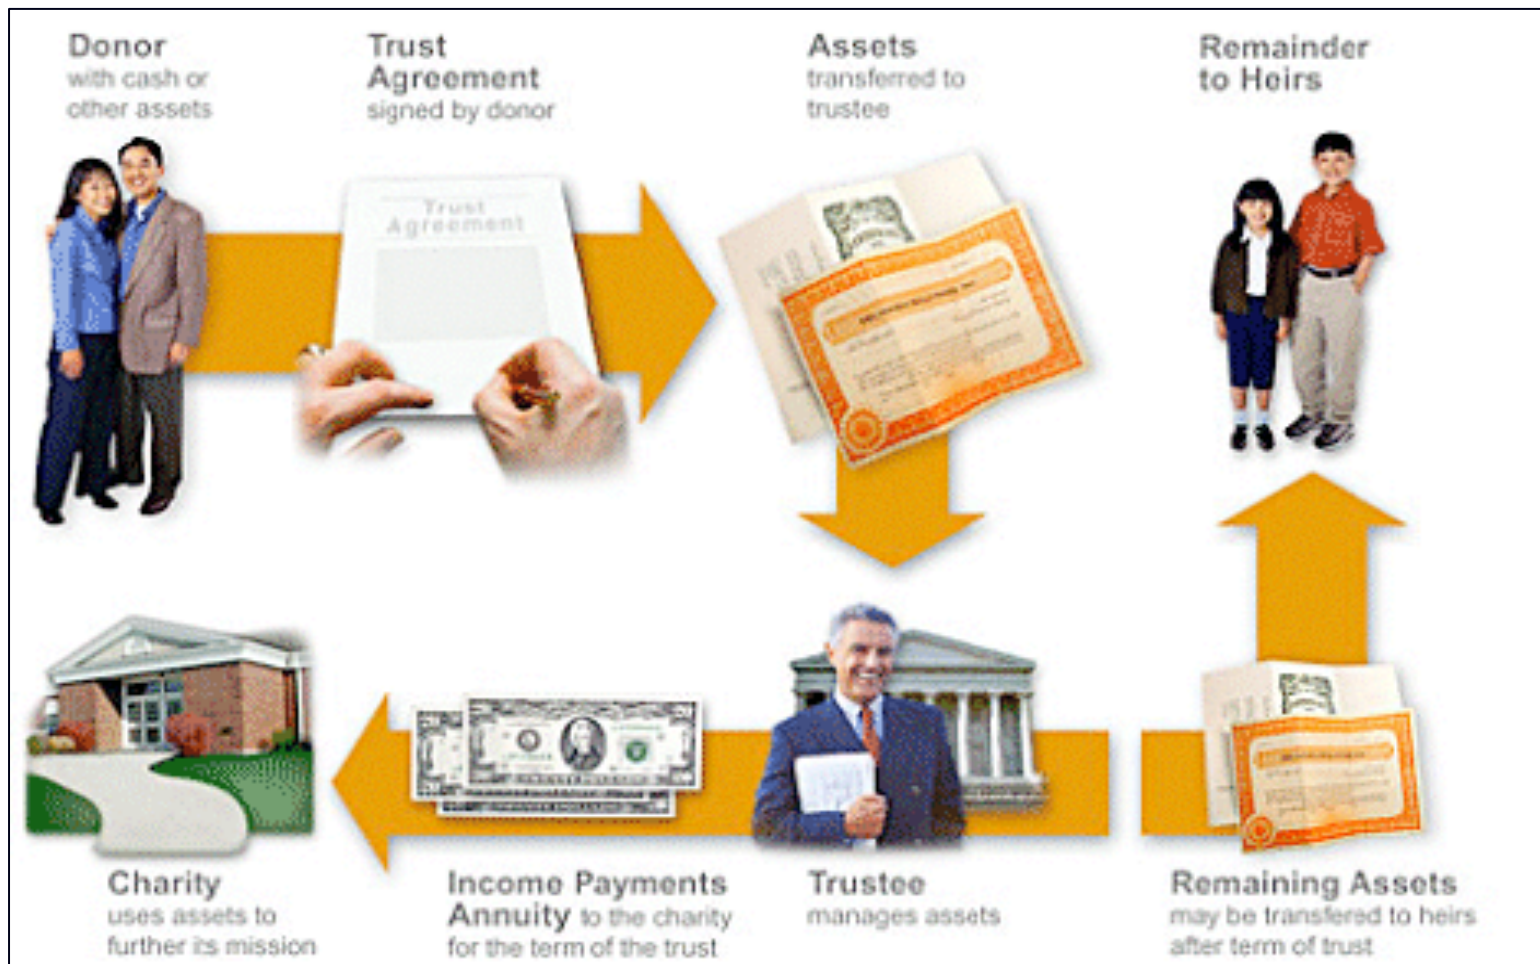 Donor
with cash or
other assets
Trust
Agreement
signed by donor
Assets
transferred to
trustee
Remainder
to Heirs
Trust
Agreement
Charity
uses assets to
further its mission
Income Payments
Annuity to the charity
for the term of the trust
Trustee
manages assets
Remaining Assets
may be transfered to heirs
after term of trust